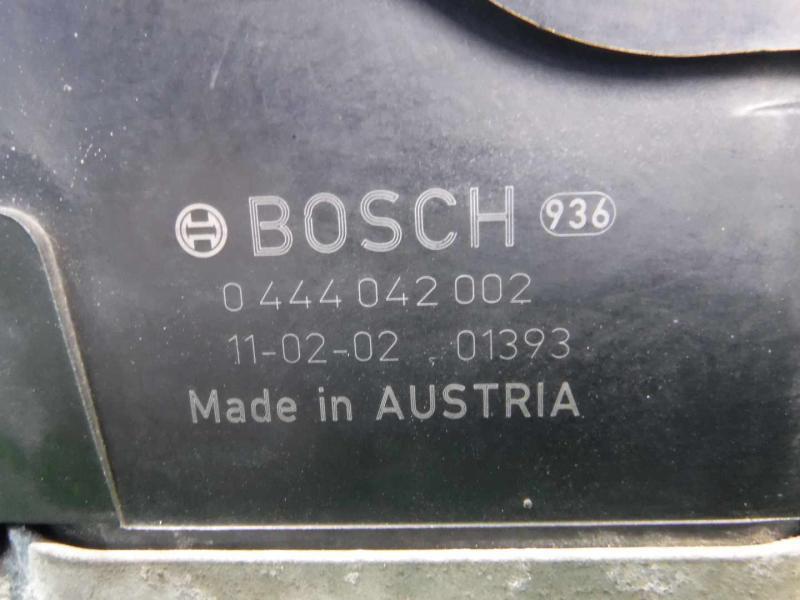 BOSCH 936
0 444 042 002
11-02-02 01393
Made in AUSTRIA